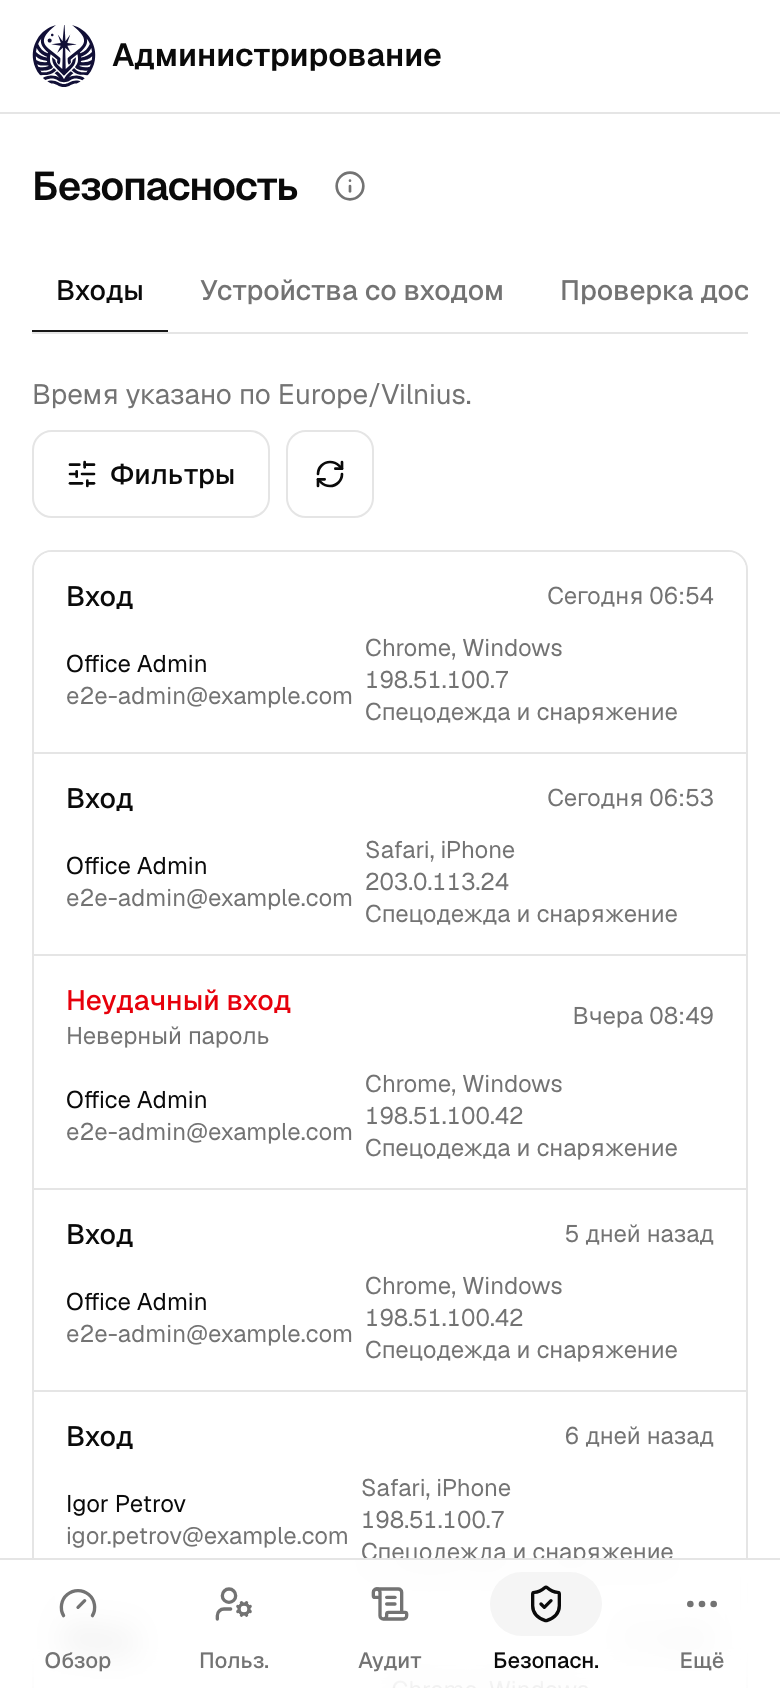 Администрирование
Безопасность
Входы
Устройства со входом
Проверка дос
Время указано по Europe/Vilnius.
Фильтры
Вход
Сегодня 06:54
Office Admin
e2e-admin@example.com
Chrome, Windows
198.51.100.7
Спецодежда и снаряжение
Вход
Сегодня 06:53
Office Admin
e2e-admin@example.com
Safari, iPhone
203.0.113.24
Спецодежда и снаряжение
Неудачный вход
Неверный пароль
Вчера 08:49
Office Admin
e2e-admin@example.com
Chrome, Windows
198.51.100.42
Спецодежда и снаряжение
Вход
5 дней назад
Office Admin
e2e-admin@example.com
Chrome, Windows
198.51.100.42
Спецодежда и снаряжение
Вход
6 дней назад
Igor Petrov
igor.petrov@example.com
Safari, iPhone
198.51.100.7
Спецодежда и снаряжение
Обзор
Польз.
Аудит
Безопасн.
Ещё